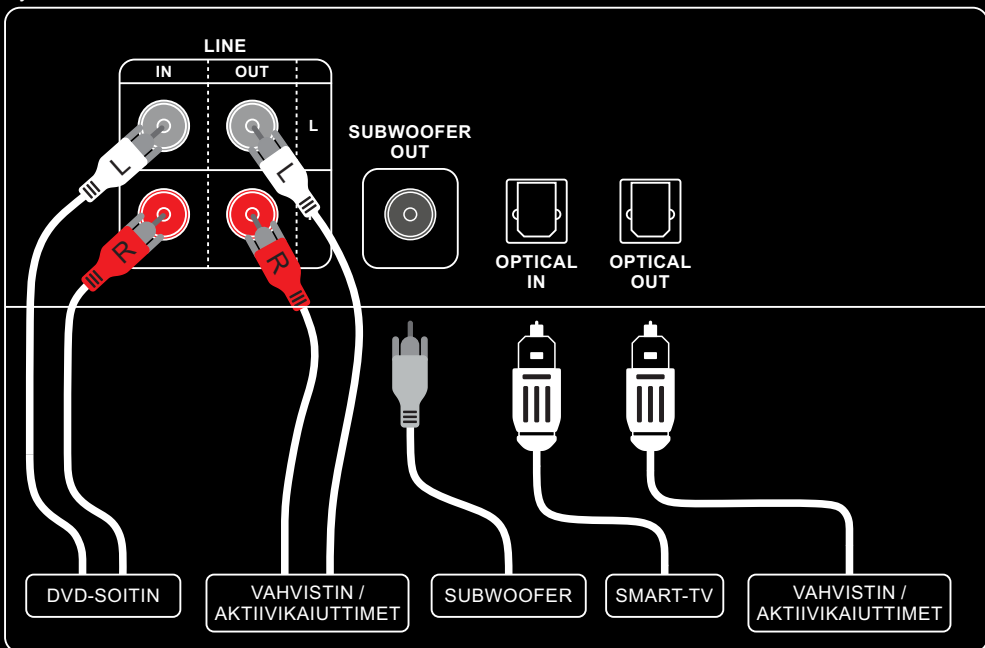 LINE
IN
OUT
L
SUBWOOFER
OUT
OPTICAL
IN
OPTICAL
OUT
L
L
R
R
DVD-SOITIN
VAHVISTIN /
AKTIIVIKAIUTTIMET
SUBWOOFER
SMART-TV
VAHVISTIN /
AKTIIVIKAIUTTIMET